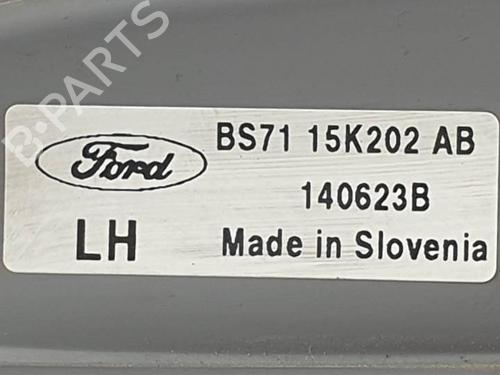 B-PARTS
Ford
BS71 15K202 AB
140623B
LH
Made in Slovenia